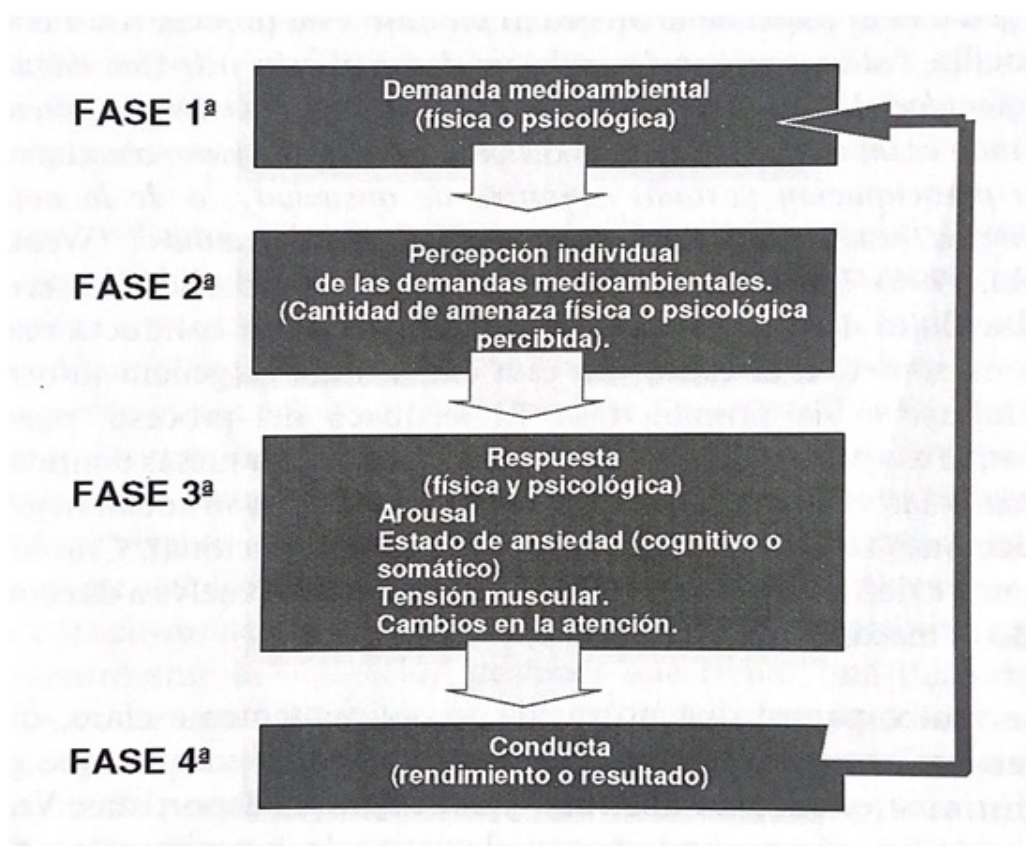 FASE 1ª
Demanda medioambiental
(física o psicológica)
FASE 2ª
Percepción individual
de las demandas medioambientales.
(Cantidad de amenaza física o psicológica
percibida).
FASE 3ª
Respuesta
(física y psicológica)
Arousal
Estado de ansiedad (cognitivo o
somático)
Tensión muscular.
Cambios en la atención.
FASE 4ª
Conducta
(rendimiento o resultado)